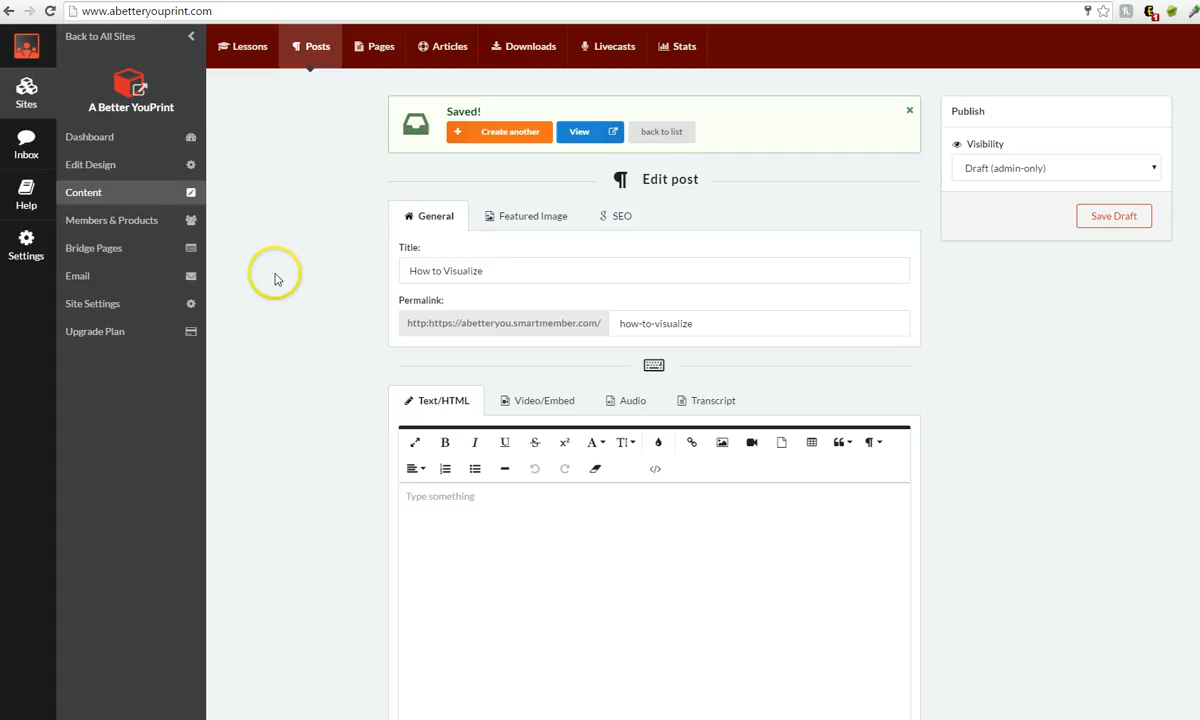 www.abetteryouprint.com
Back to All Sites
Lessons
Posts
Pages
Articles
Downloads
Livecasts
Stats
Sites
Inbox
Help
Settings
A Better YouPrint
Dashboard
Edit Design
Content
Members & Products
Bridge Pages
Email
Site Settings
Upgrade Plan
Saved!
Create another
View
back to list
Edit post
General
Featured Image
SEO
Title:
How to Visualize
Permalink:
http:https://abetteryou.smartmember.com/ how-to-visualize
Text/HTML
Video/Embed
Audio
Transcript
Type something
Publish
Visibility
Draft (admin-only)
Save Draft